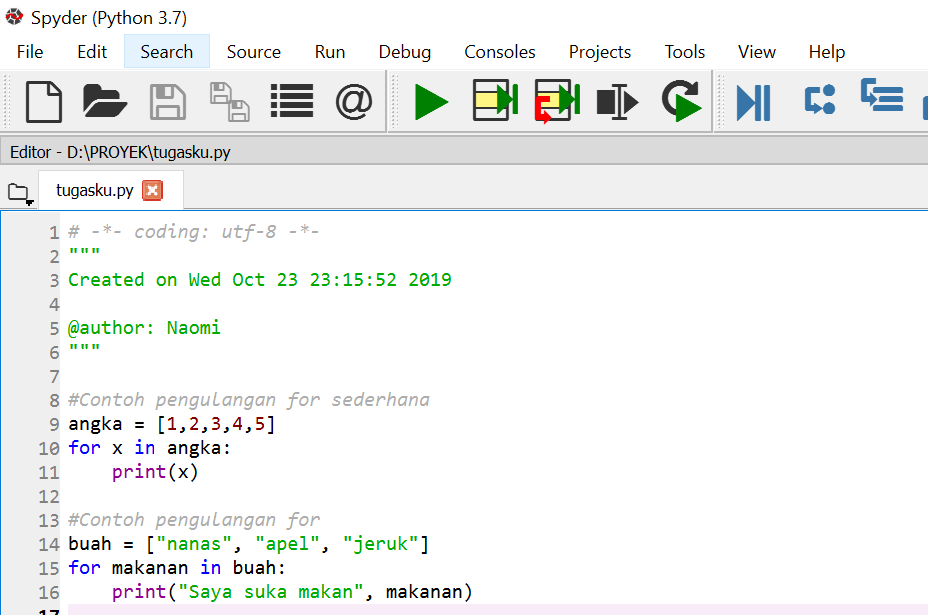 Spyder (Python 3.7)
File Edit Search Source Run Debug Consoles Projects Tools View Help
Editor - D:\PROYEK\tugasku.py
tugasku.py
1 # -*- coding: utf-8 -*-
2 """
3 Created on Wed Oct 23 23:15:52 2019
4
5 @author: Naomi
6 """
7
8 #Contoh pengulangan for sederhana
9 angka = [1,2,3,4,5]
10 for x in angka:
11     print(x)
12
13 #Contoh pengulangan for
14 buah = ["nanas", "apel", "jeruk"]
15 for makanan in buah:
16     print("Saya suka makan", makanan)
17